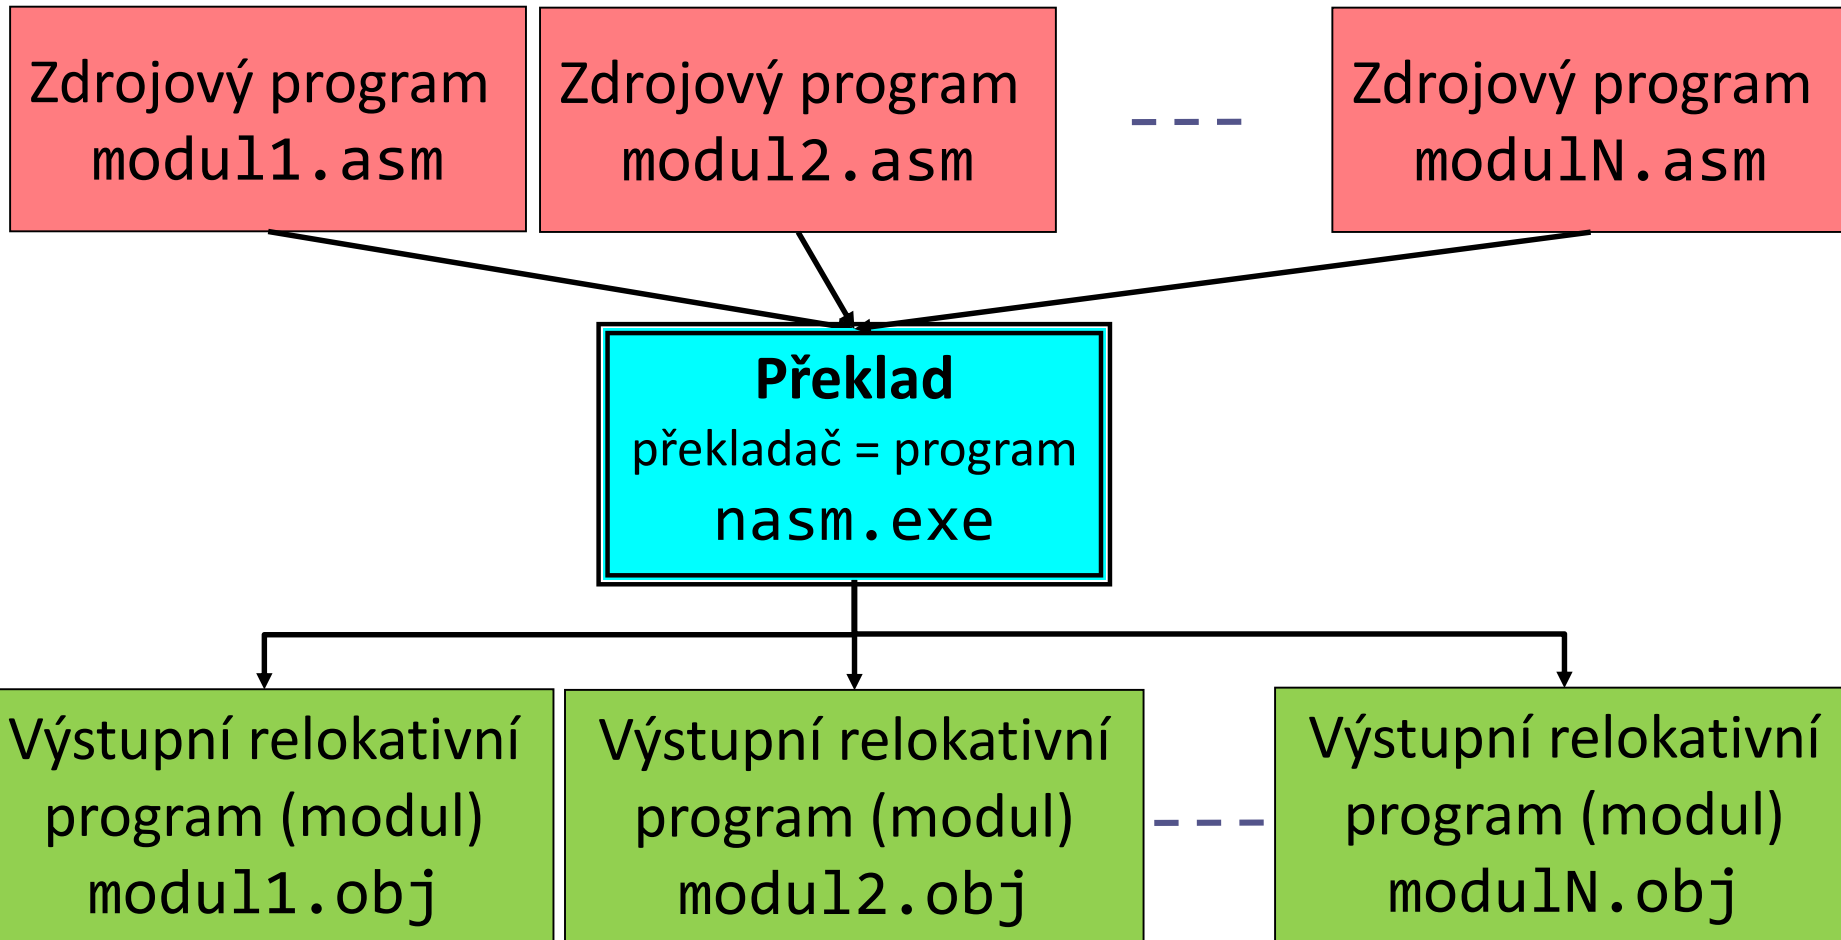 Zdrojový program
modul1.asm
Zdrojový program
modul2.asm
Zdrojový program
modulN.asm
Překlad
překladač = program
nasm.exe
Výstupní relokativní
program (modul)
modul1.obj
Výstupní relokativní
program (modul)
modul2.obj
Výstupní relokativní
program (modul)
modulN.obj